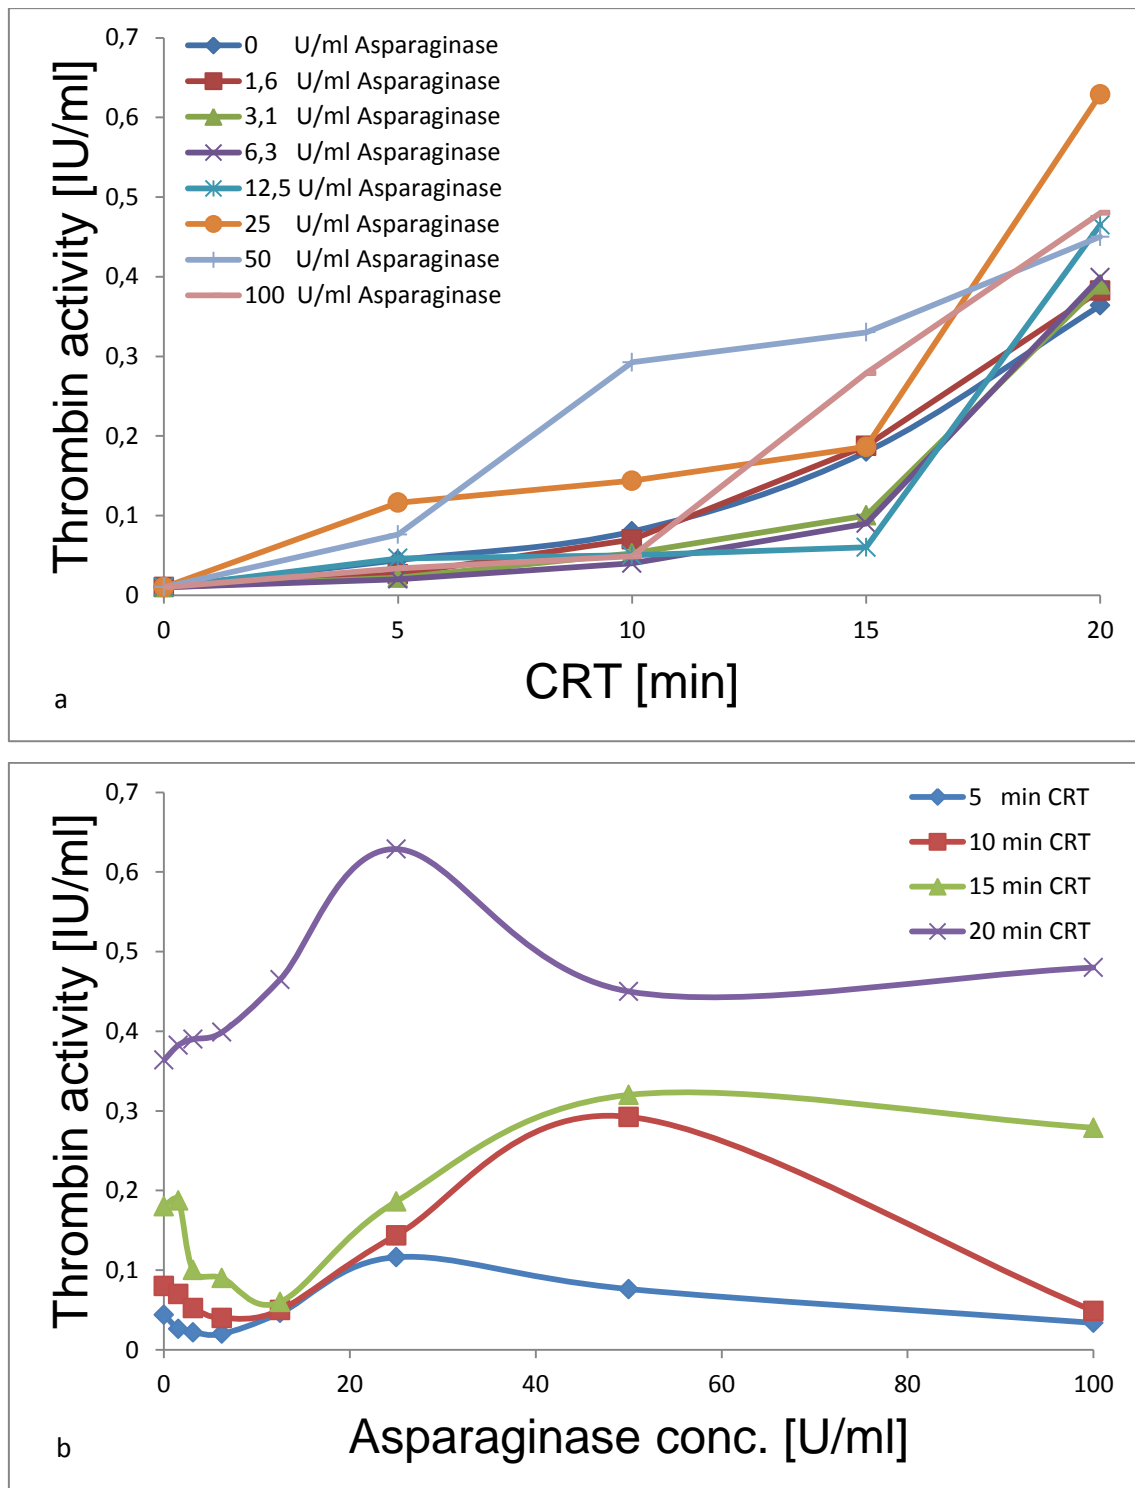 Thrombin activity [IU/ml]
0,7
0,6
0,5
0,4
0,3
0,2
0,1
0
0 U/ml Asparaginase
1,6 U/ml Asparaginase
3,1 U/ml Asparaginase
6,3 U/ml Asparaginase
12,5 U/ml Asparaginase
25 U/ml Asparaginase
50 U/ml Asparaginase
100 U/ml Asparaginase
0 5 10 15 20
CRT [min]
a
Thrombin activity [IU/ml]
0,7
0,6
0,5
0,4
0,3
0,2
0,1
0
5 min CRT
10 min CRT
15 min CRT
20 min CRT
0 20 40 60 80 100
Asparaginase conc. [U/ml]
b